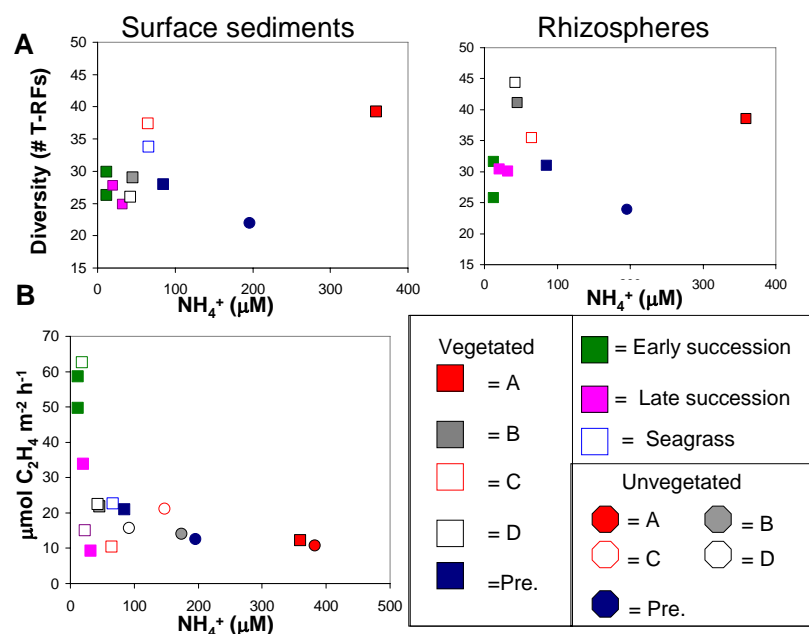 Surface sediments
Rhizospheres
A
Diversity (# T-RFs)
50
45
40
35
30
25
20
15
0 100 200 300 400
NH₄⁺ (µM)
50
45
40
35
30
25
20
15
0 100 300 400
NH₄⁺ (µM)
B
µmol C₂H₄ m⁻² h⁻¹
70
60
50
40
30
20
10
0
0 100 200 300 400 500
NH₄⁺ (µM)
Vegetated
= A
= B
= C
= D
=Pre.
= Early succession
= Late succession
= Seagrass
Unvegetated
= A = B
= C = D
= Pre.